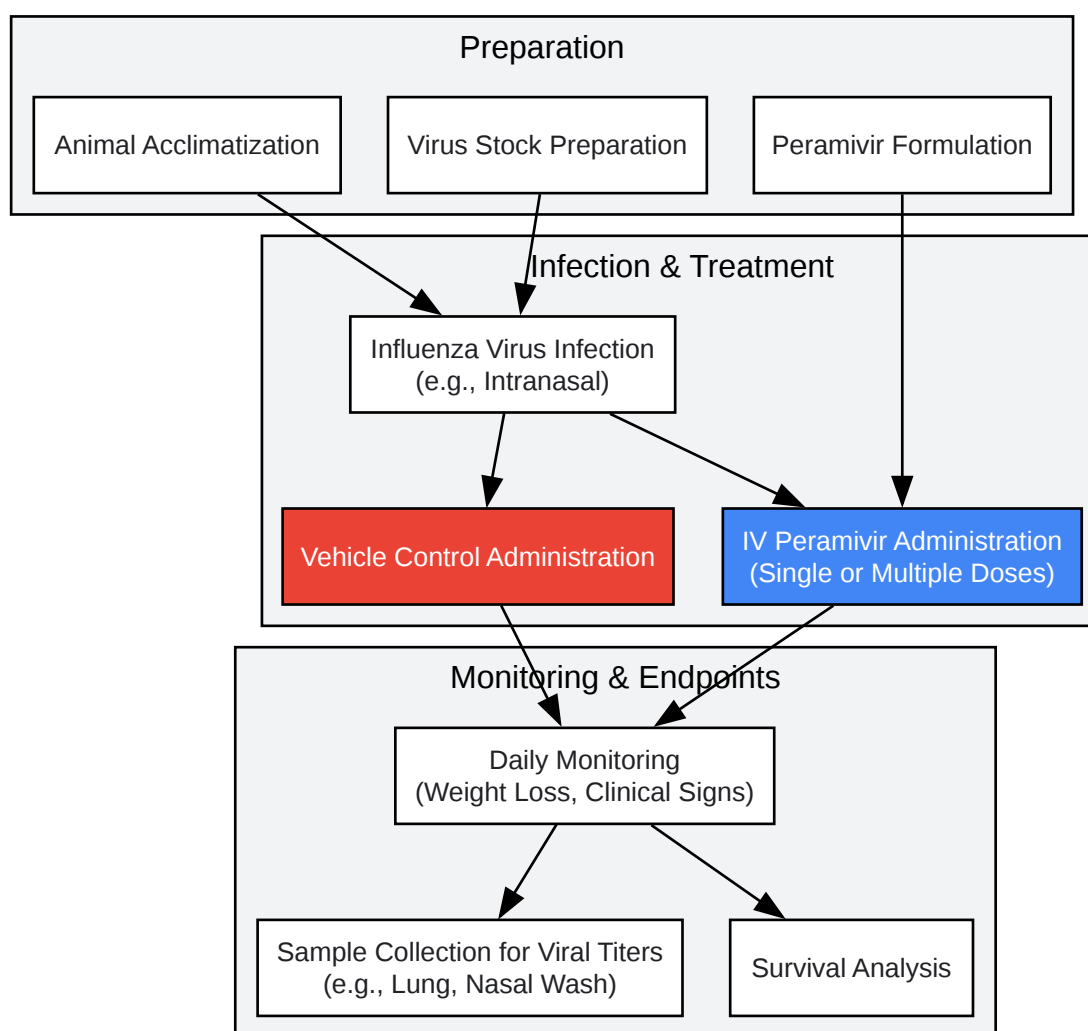 Preparation
Animal Acclimatization
Virus Stock Preparation
Peramivir Formulation
Infection & Treatment
Influenza Virus Infection
(e.g., Intranasal)
Vehicle Control Administration
IV Peramivir Administration
(Single or Multiple Doses)
Monitoring & Endpoints
Daily Monitoring
(Weight Loss, Clinical Signs)
Sample Collection for Viral Titers
(e.g., Lung, Nasal Wash)
Survival Analysis